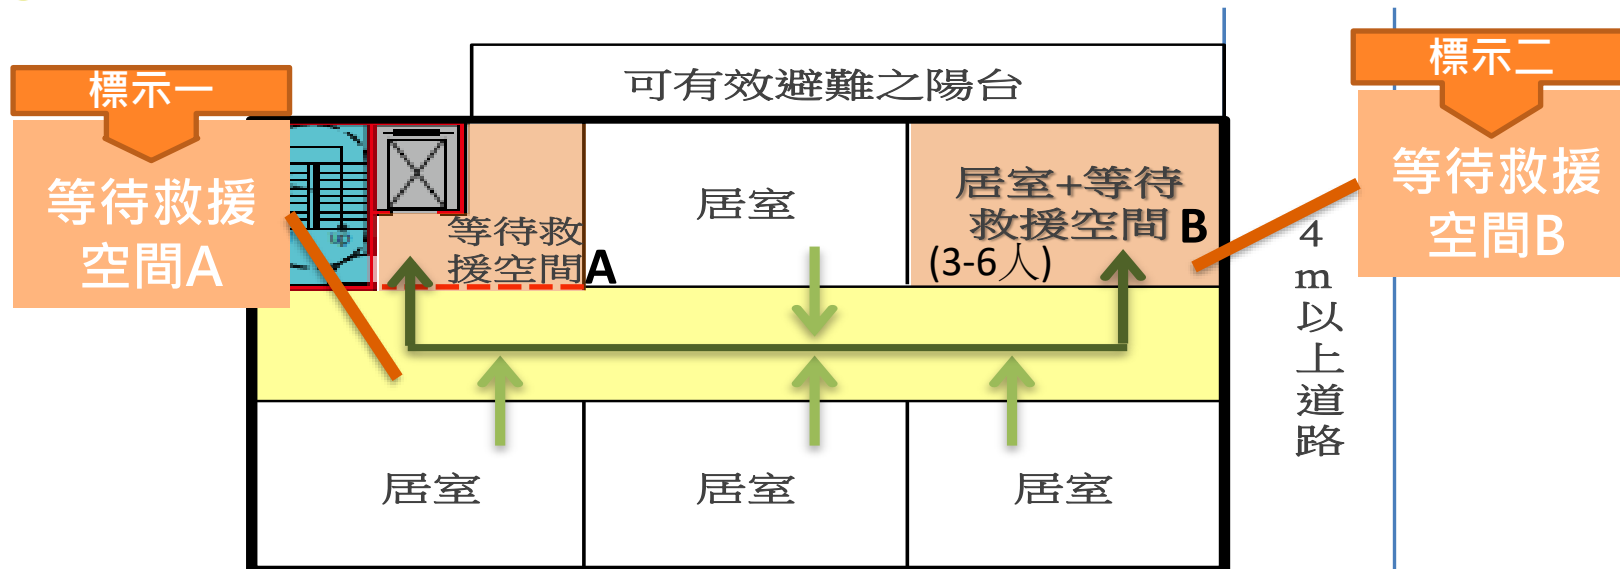 標示一
等待救援
空間A
可有效避難之陽台
標示二
等待救援
空間B
等待救
援空間A
居室
居室+等待
救援空間B
(3-6人)
4
m
以
上
道
路
居室
居室
居室